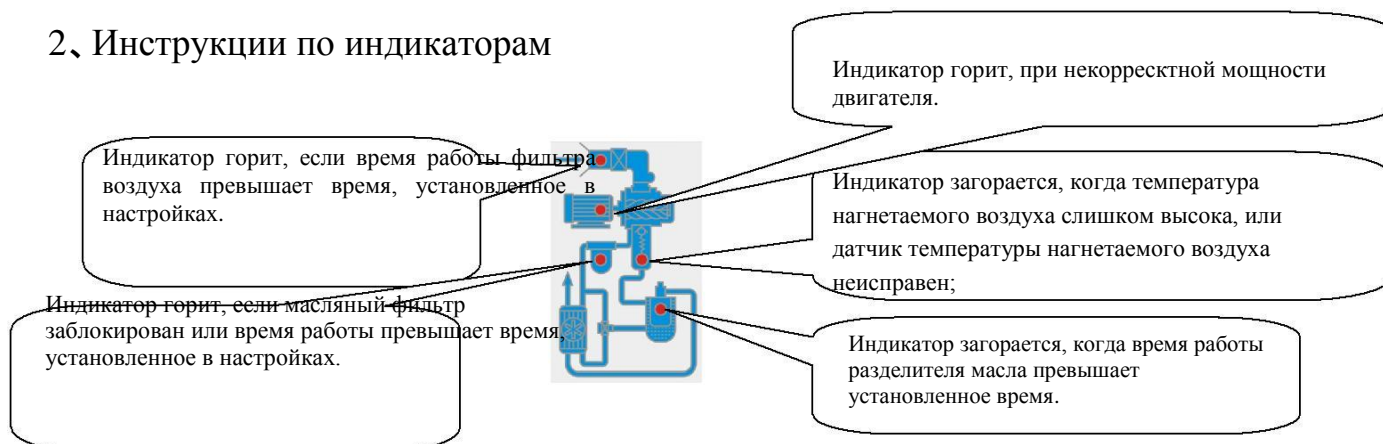 2、Инструкции по индикаторам
Индикатор горит, при некорресктной мощности
двигателя.
Индикатор горит, если время работы фильтра
воздуха превышает время, установленное в
настройках.
Индикатор загорается, когда температура
нагнетаемого воздуха слишком высока, или
датчик температуры нагнетаемого воздуха
неисправен;
Индикатор горит, если масляный фильтр
заблокирован или время работы превышает время,
установленное в настройках.
Индикатор загорается, когда время работы
разделителя масла превышает
установленное время.